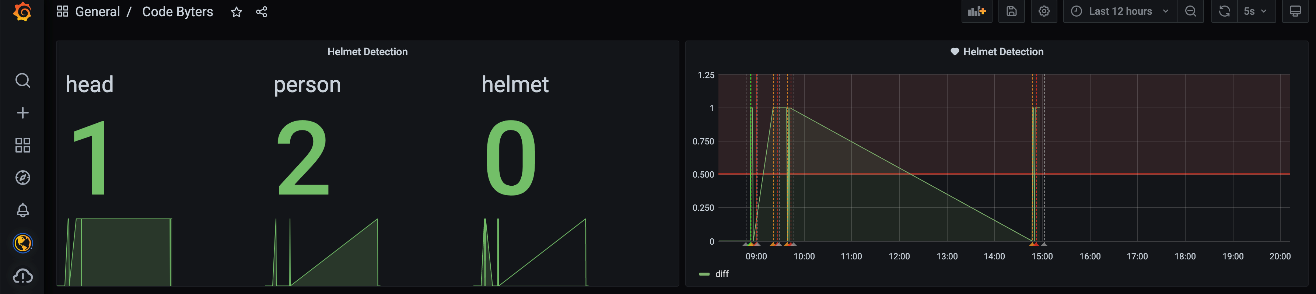 General / Code Byters
Last 12 hours
5s
Helmet Detection
head person helmet
1 2 0
Helmet Detection
1.25
1
0.750
0.500
0.250
0
09:00 10:00 11:00 12:00 13:00 14:00 15:00 16:00 17:00 18:00 19:00 20:00
diff